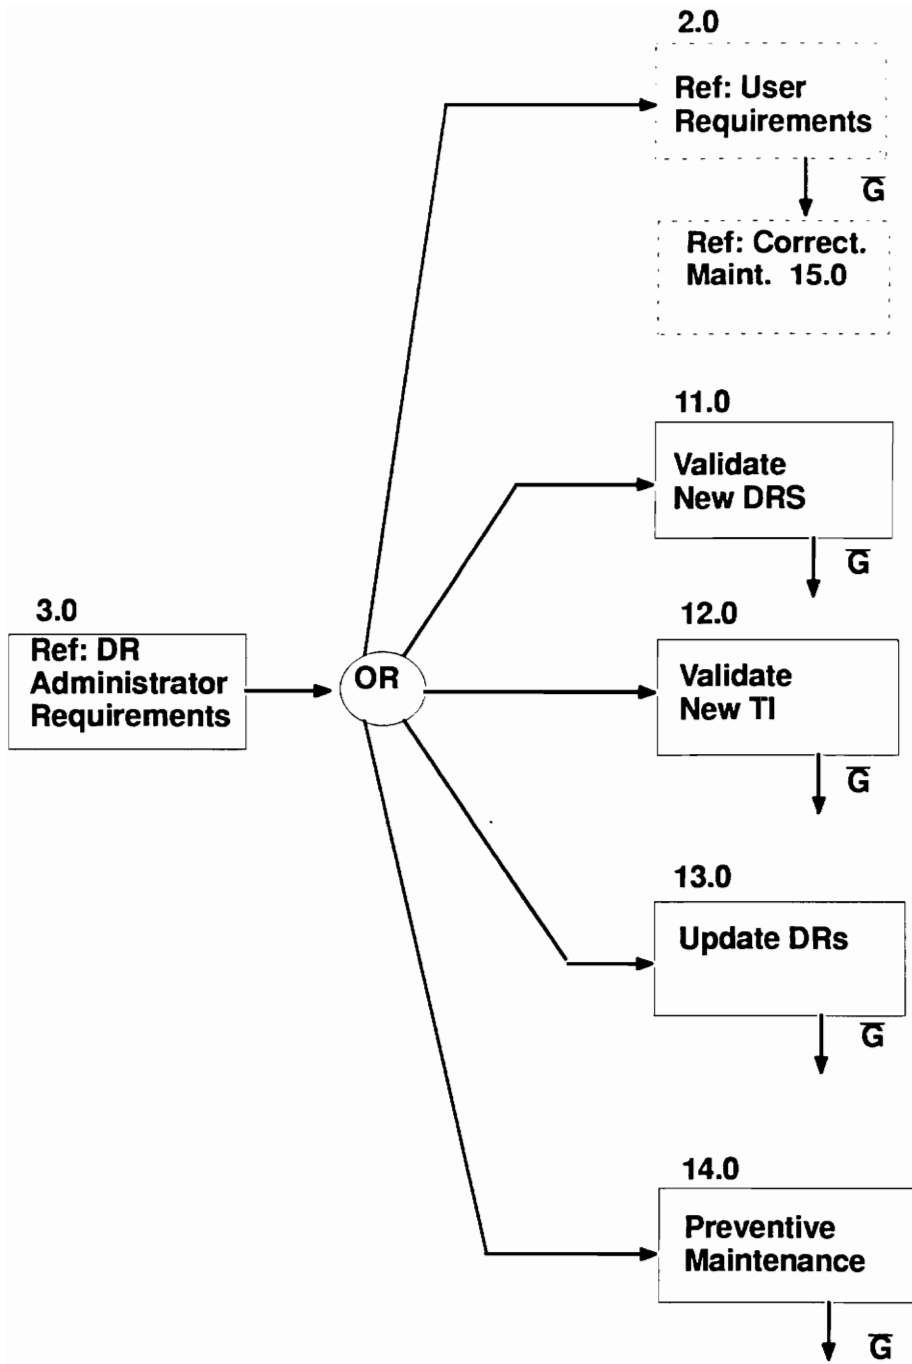 2.0
Ref: User
Requirements
G̅
Ref: Correct.
Maint. 15.0
11.0
Validate
New DRS
G̅
3.0
Ref: DR
Administrator
Requirements
OR
12.0
Validate
New TI
G̅
13.0
Update DRs
G̅
14.0
Preventive
Maintenance
G̅